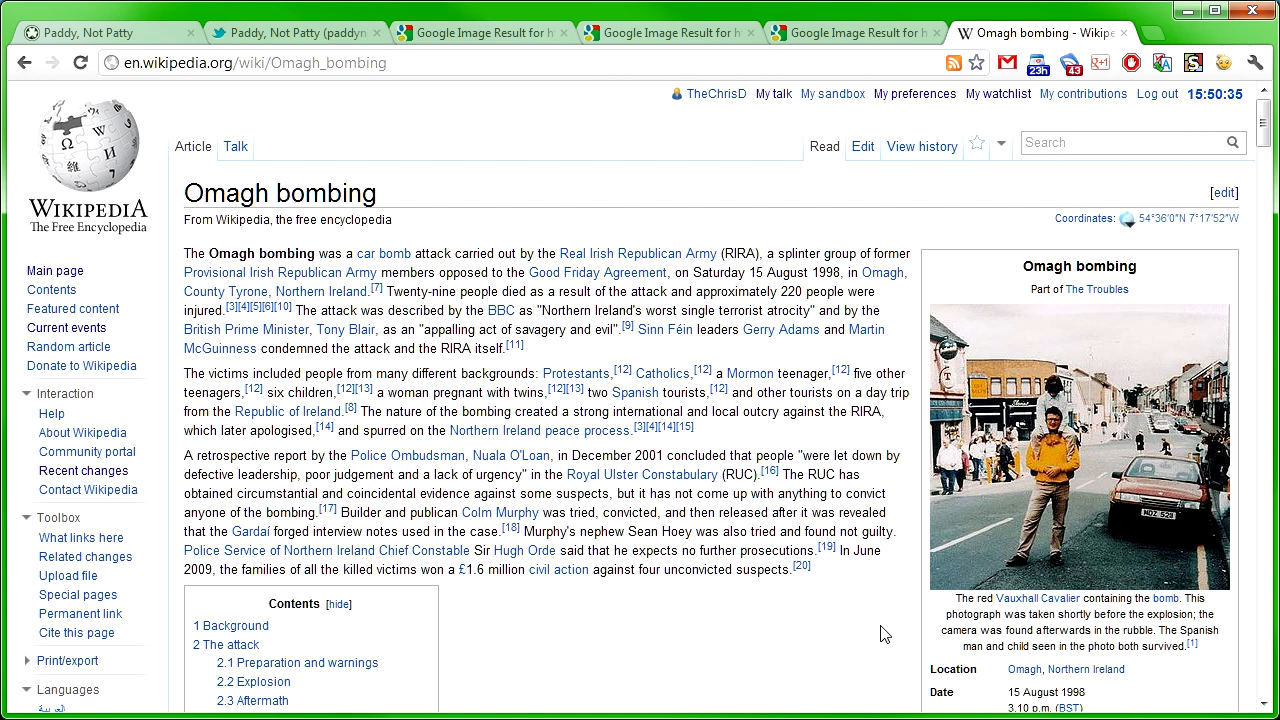 Paddy, Not Patty
Paddy, Not Patty (paddyn
Google Image Result for h
Google Image Result for h
Google Image Result for h
Omagh bombing - Wikipe
en.wikipedia.org/wiki/Omagh_bombing
23h
43
TheChrisD My talk My sandbox My preferences My watchlist My contributions Log out 15:50:35
Article Talk
Read Edit View history
Search
WIKIPEDIA
The Free Encyclopedia
Main page
Contents
Featured content
Current events
Random article
Donate to Wikipedia
Interaction
Help
About Wikipedia
Community portal
Recent changes
Contact Wikipedia
Toolbox
What links here
Related changes
Upload file
Special pages
Permanent link
Cite this page
Print/export
Languages
العربية
Omagh bombing
[edit]
From Wikipedia, the free encyclopedia
Coordinates: 54°36′0″N 7°17′52″W
The Omagh bombing was a car bomb attack carried out by the Real Irish Republican Army (RIRA), a splinter group of former
Provisional Irish Republican Army members opposed to the Good Friday Agreement, on Saturday 15 August 1998, in Omagh,
County Tyrone, Northern Ireland.[7] Twenty-nine people died as a result of the attack and approximately 220 people were
injured.[3][4][5][6][10] The attack was described by the BBC as "Northern Ireland's worst single terrorist atrocity" and by the
British Prime Minister, Tony Blair, as an "appalling act of savagery and evil".[9] Sinn Féin leaders Gerry Adams and Martin
McGuinness condemned the attack and the RIRA itself.[11]
The victims included people from many different backgrounds: Protestants,[12] Catholics,[12] a Mormon teenager,[12] five other
teenagers,[12] six children,[12][13] a woman pregnant with twins,[12][13] two Spanish tourists,[12] and other tourists on a day trip
from the Republic of Ireland.[8] The nature of the bombing created a strong international and local outcry against the RIRA,
which later apologised,[14] and spurred on the Northern Ireland peace process.[3][4][14][15]
A retrospective report by the Police Ombudsman, Nuala O'Loan, in December 2001 concluded that people "were let down by
defective leadership, poor judgement and a lack of urgency" in the Royal Ulster Constabulary (RUC).[16] The RUC has
obtained circumstantial and coincidental evidence against some suspects, but it has not come up with anything to convict
anyone of the bombing.[17] Builder and publican Colm Murphy was tried, convicted, and then released after it was revealed
that the Gardaí forged interview notes used in the case.[18] Murphy's nephew Sean Hoey was also tried and found not guilty.
Police Service of Northern Ireland Chief Constable Sir Hugh Orde said that he expects no further prosecutions.[19] In June
2009, the families of all the killed victims won a £1.6 million civil action against four unconvicted suspects.[20]
Contents [hide]
1 Background
2 The attack
2.1 Preparation and warnings
2.2 Explosion
2.3 Aftermath
Omagh bombing
Part of The Troubles
The red Vauxhall Cavalier containing the bomb. This
photograph was taken shortly before the explosion; the
camera was found afterwards in the rubble. The Spanish
man and child seen in the photo both survived.[1]
Location Omagh, Northern Ireland
Date 15 August 1998
3.10 p.m. (BST)